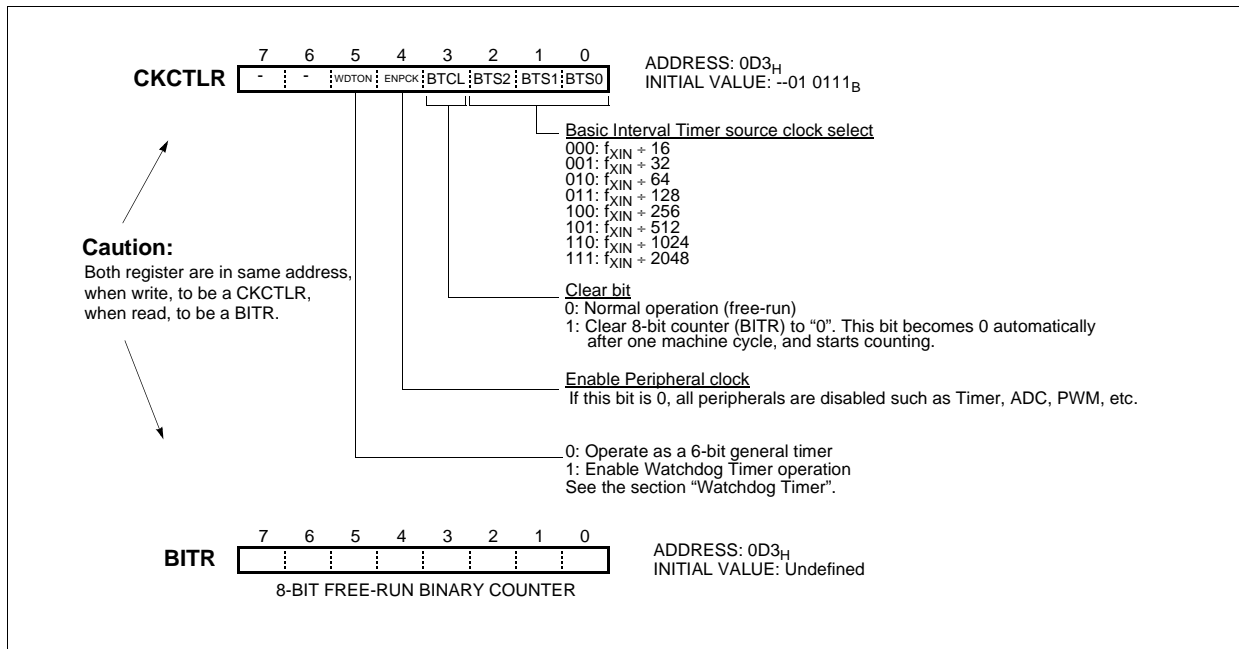 7 6 5 4 3 2 1 0
CKCTLR - - WDTON ENPCK BTCL BTS2 BTS1 BTS0
ADDRESS: 0D3H
INITIAL VALUE: --01 0111B
Basic Interval Timer source clock select
000: fXIN ÷ 16
001: fXIN ÷ 32
010: fXIN ÷ 64
011: fXIN ÷ 128
100: fXIN ÷ 256
101: fXIN ÷ 512
110: fXIN ÷ 1024
111: fXIN ÷ 2048
Caution:
Both register are in same address,
when write, to be a CKCTLR,
when read, to be a BITR.
Clear bit
0: Normal operation (free-run)
1: Clear 8-bit counter (BITR) to “0”. This bit becomes 0 automatically
after one machine cycle, and starts counting.
Enable Peripheral clock
If this bit is 0, all peripherals are disabled such as Timer, ADC, PWM, etc.
0: Operate as a 6-bit general timer
1: Enable Watchdog Timer operation
See the section “Watchdog Timer”.
7 6 5 4 3 2 1 0
BITR
ADDRESS: 0D3H
INITIAL VALUE: Undefined
8-BIT FREE-RUN BINARY COUNTER